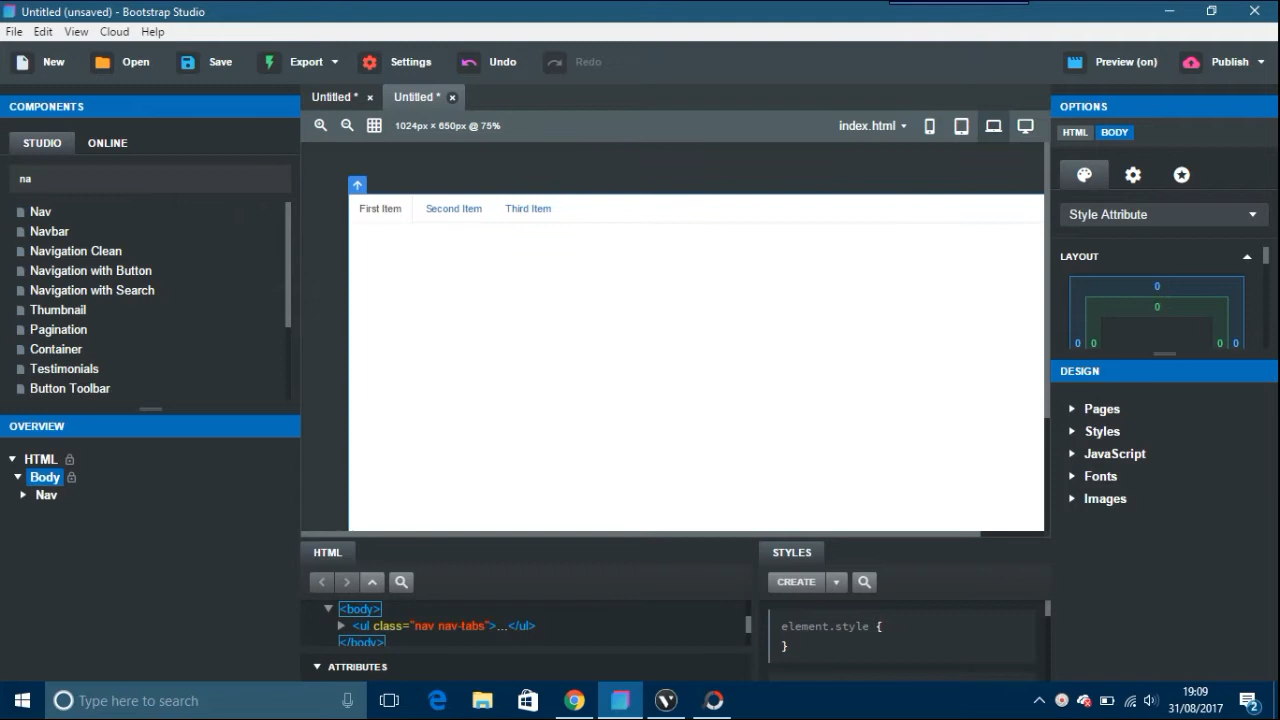 Untitled (unsaved) - Bootstrap Studio
File Edit View Cloud Help
New Open Save Export Settings Undo Redo Preview (on) Publish
COMPONENTS
STUDIO ONLINE
na
Nav
Navbar
Navigation Clean
Navigation with Button
Navigation with Search
Thumbnail
Pagination
Container
Testimonials
Button Toolbar
OVERVIEW
HTML
Body
Nav
Untitled * × Untitled * ×
1024px × 650px @ 75% index.html
First Item Second Item Third Item
HTML
<body>
<ul class="nav nav-tabs">...</ul>
</body>
ATTRIBUTES
STYLES
CREATE
element.style {
}
OPTIONS
HTML BODY
Style Attribute
LAYOUT
0
0
0 0 0 0
DESIGN
Pages
Styles
JavaScript
Fonts
Images
Type here to search
19:09
31/08/2017
2